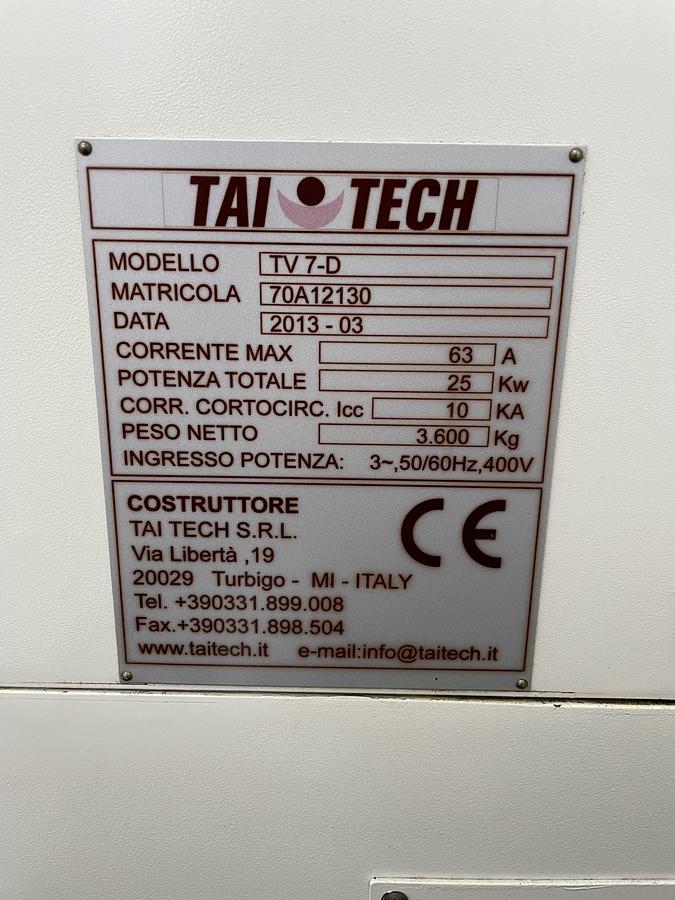 TAI TECH
MODELLO TV 7-D
MATRICOLA 70A12130
DATA 2013 - 03
CORRENTE MAX 63 A
POTENZA TOTALE 25 Kw
CORR. CORTOCIRC. Icc 10 KA
PESO NETTO 3.600 Kg
INGRESSO POTENZA: 3~,50/60Hz,400V
COSTRUTTORE
TAI TECH S.R.L.
Via Libertà ,19
20029 Turbigo - MI - ITALY
Tel. +390331.899.008
Fax.+390331.898.504
www.taitech.it e-mail:info@taitech.it
CE